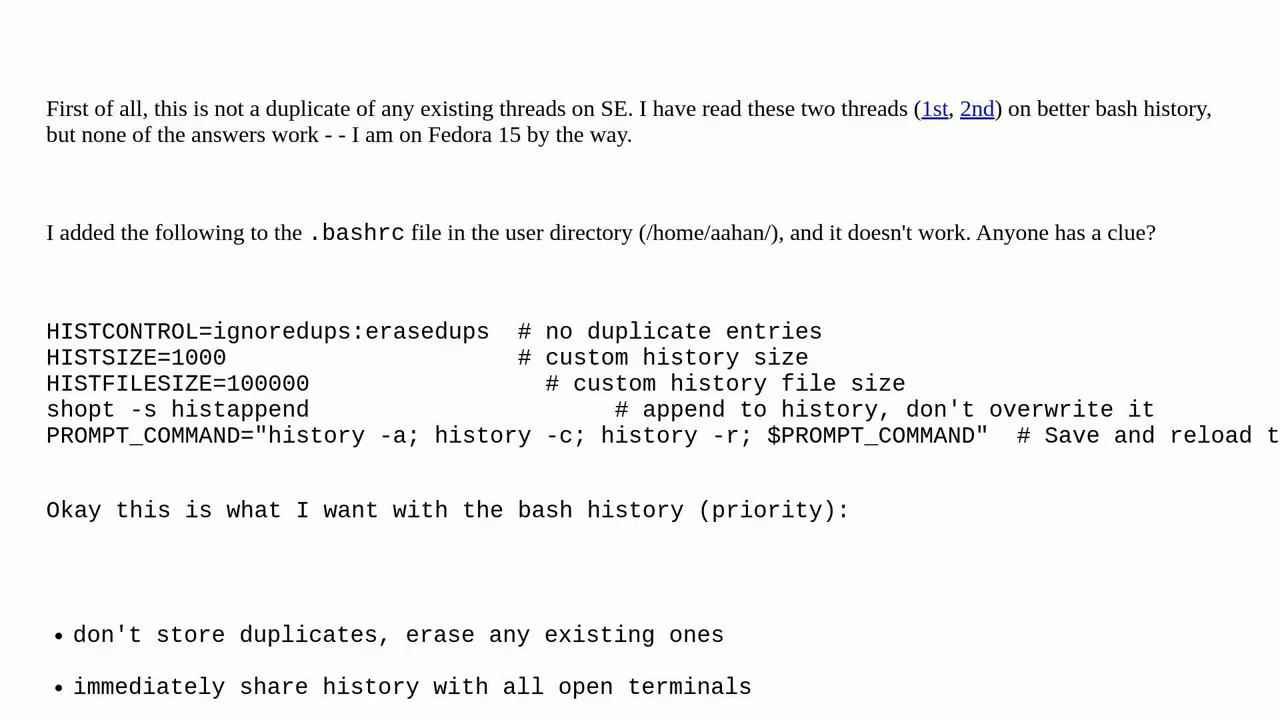 First of all, this is not a duplicate of any existing threads on SE. I have read these two threads (1st, 2nd) on better bash history,
but none of the answers work - - I am on Fedora 15 by the way.
I added the following to the .bashrc file in the user directory (/home/aahan/), and it doesn't work. Anyone has a clue?
HISTCONTROL=ignoredups:erasedups  # no duplicate entries
HISTSIZE=1000                     # custom history size
HISTFILESIZE=100000                 # custom history file size
shopt -s histappend                      # append to history, don't overwrite it
PROMPT_COMMAND="history -a; history -c; history -r; $PROMPT_COMMAND"  # Save and reload t
Okay this is what I want with the bash history (priority):
• don't store duplicates, erase any existing ones
• immediately share history with all open terminals